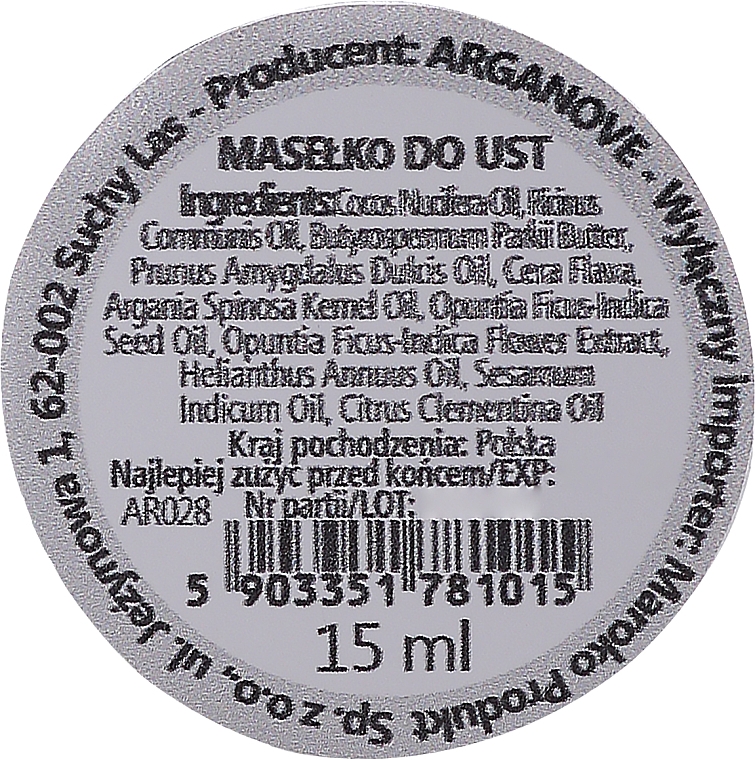 Producent: ARGANOVE - Wyłączny importer: Maroko Produkt Sp. z o.o., ul. Jeżynowa 1, 62-002 Suchy Las -
MASEŁKO DO UST
Ingredients: Cocos Nucifera Oil, Ricinus
Communis Oil, Butyrospermum Parkii Butter,
Prunus Amygdalus Dulcis Oil, Cera Flava,
Argania Spinosa Kernel Oil, Opuntia Ficus-Indica
Seed Oil, Opuntia Ficus-Indica Flower Extract,
Helianthus Annuus Oil, Sesamum
Indicum Oil, Citrus Clementina Oil
Kraj pochodzenia: Polska
Najlepiej zużyć przed końcem/EXP:
AR028 Nr partii/LOT:
5 903351 781015
15 ml